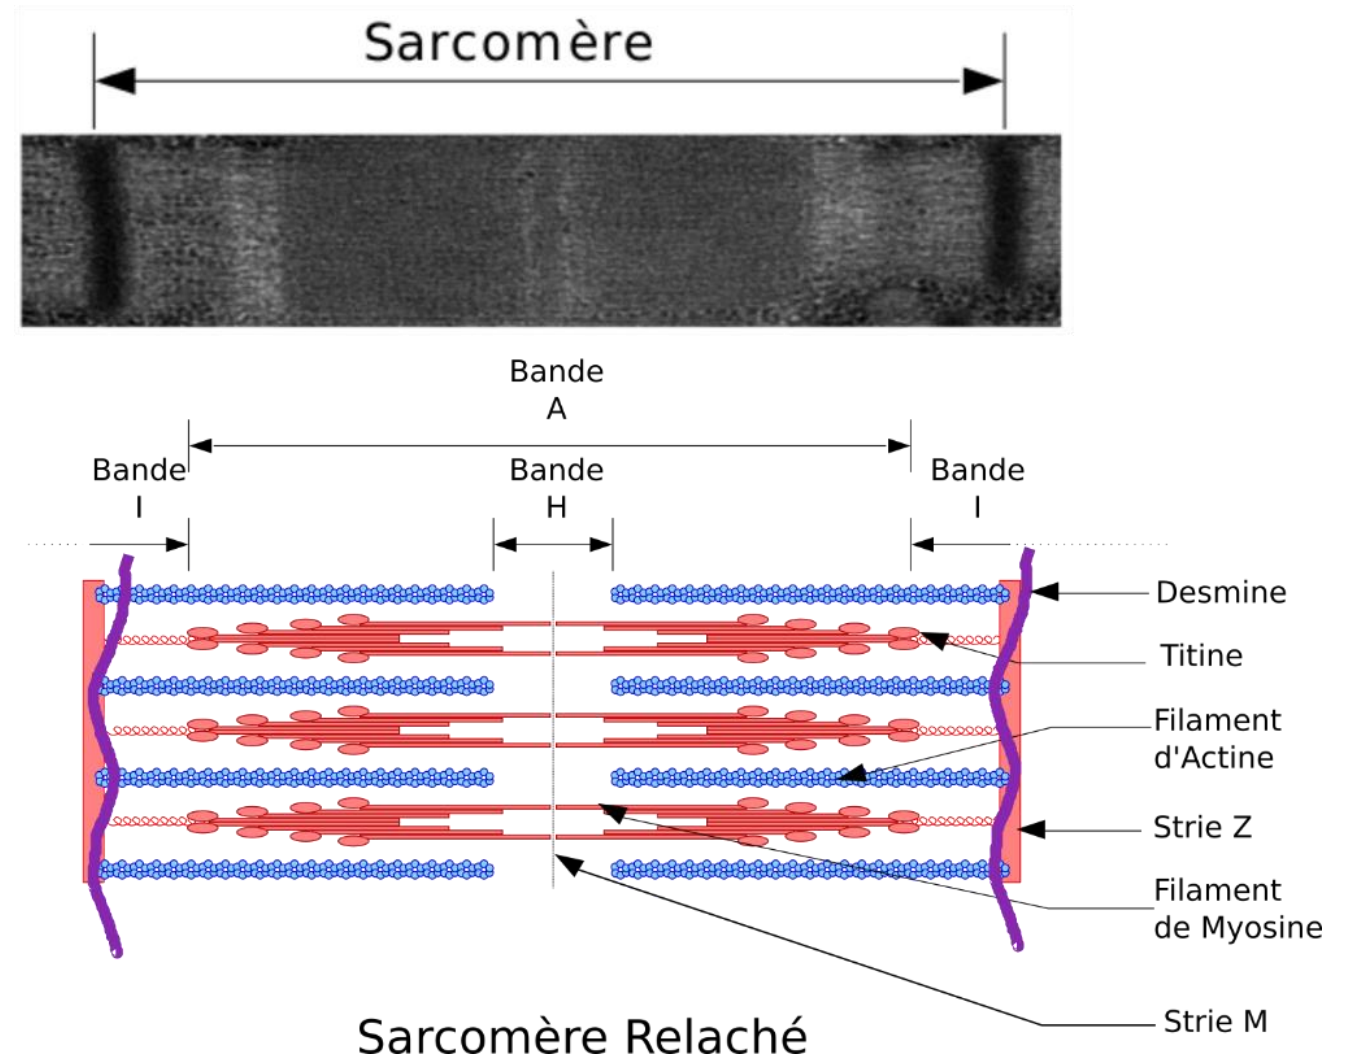 Sarcomère
Bande
A
Bande
I
Bande
H
Bande
I
Desmine
Titine
Filament
d'Actine
Strie Z
Filament
de Myosine
Strie M
Sarcomère Relaché